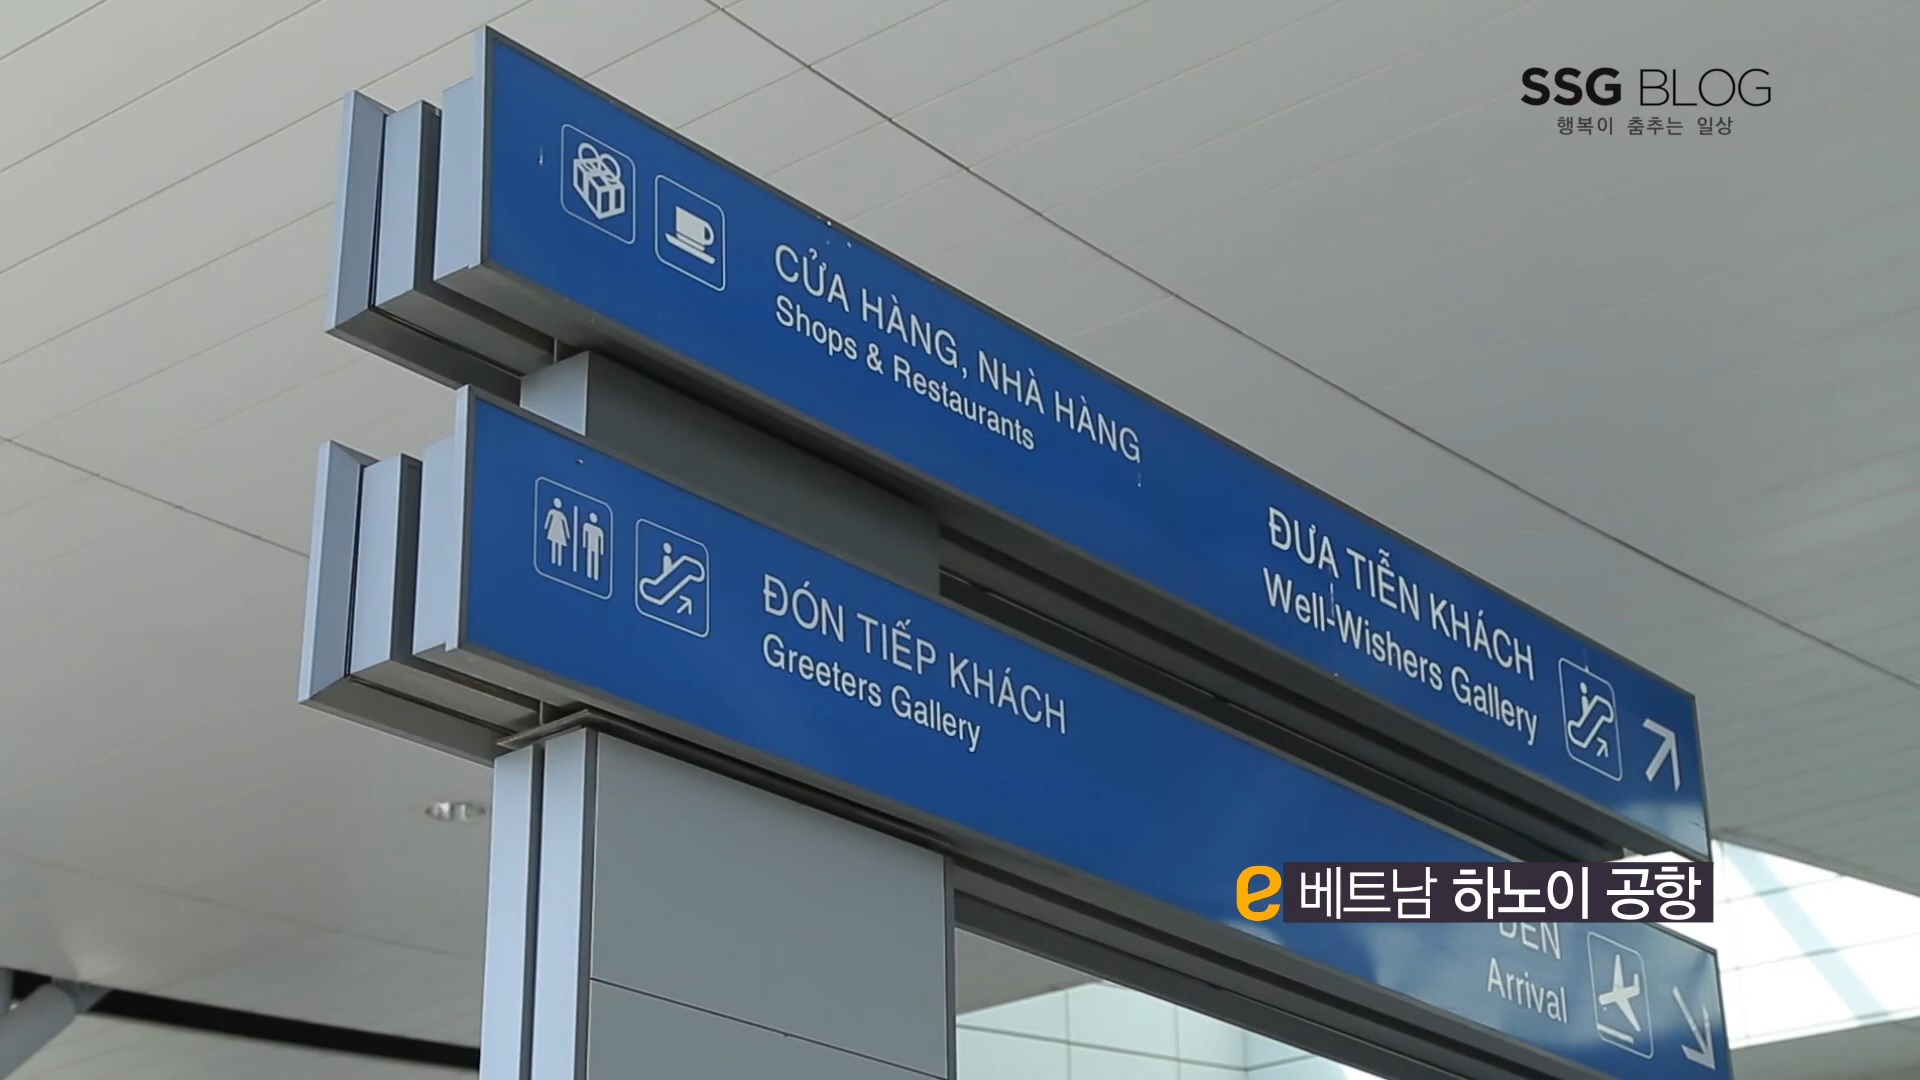 SSG BLOG
행복이 춤추는 일상
CỬA HÀNG, NHÀ HÀNG
Shops & Restaurants
ĐƯA TIỄN KHÁCH
Well-Wishers Gallery
ĐÓN TIẾP KHÁCH
Greeters Gallery
e 베트남 하노이 공항
ĐẾN
Arrival